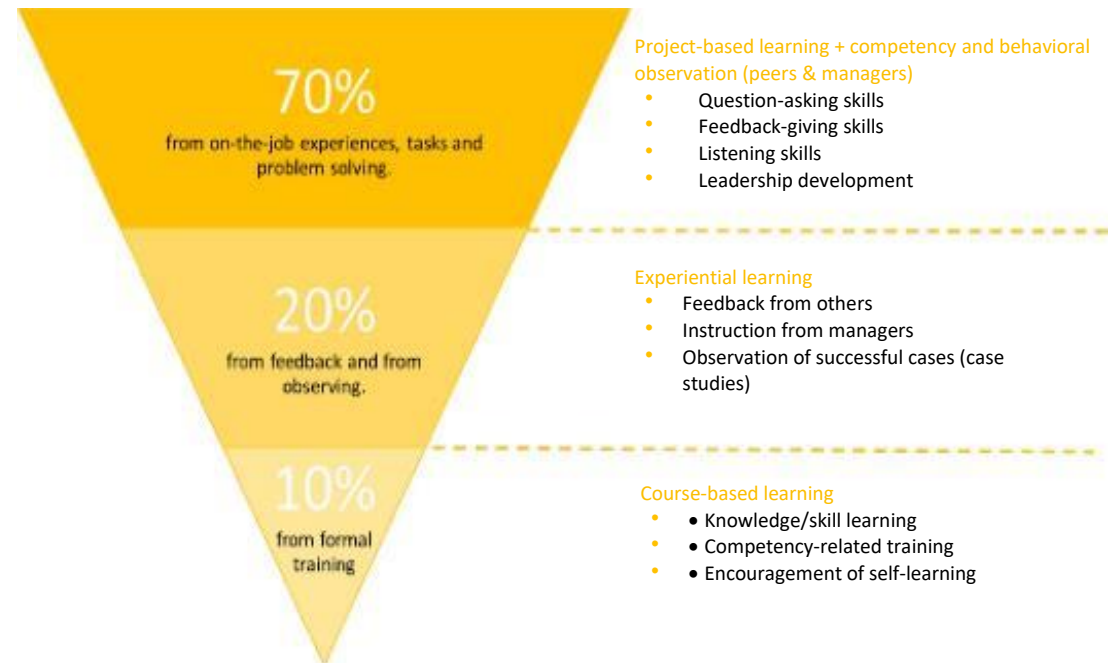 70%
from on-the-job experiences, tasks and
problem solving.
Project-based learning + competency and behavioral
observation (peers & managers)
• Question-asking skills
• Feedback-giving skills
• Listening skills
• Leadership development
20%
from feedback and from
observing.
Experiential learning
• Feedback from others
• Instruction from managers
• Observation of successful cases (case
studies)
10%
from formal
training
Course-based learning
• • Knowledge/skill learning
• • Competency-related training
• • Encouragement of self-learning